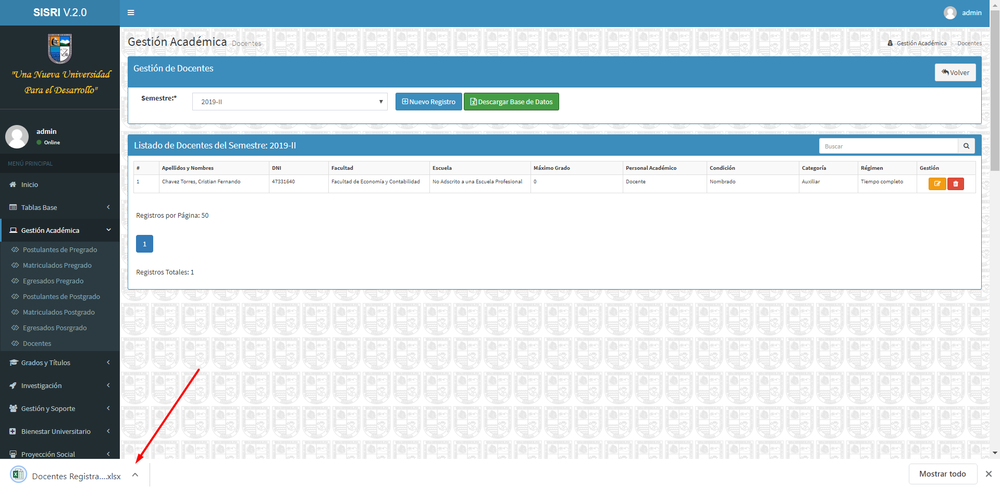 SISRI V.2.0
admin
"Una Nueva Universidad
Para el Desarrollo"
admin
Online
MENÚ PRINCIPAL
Inicio
Tablas Base
Gestión Académica
Postulantes de Pregrado
Matriculados Pregrado
Egresados Pregrado
Postulantes de Postgrado
Matriculados Postgrado
Egresados Posrgrado
Docentes
Grados y Títulos
Investigación
Gestión y Soporte
Bienestar Universitario
Proyección Social
Gestión Académica Docentes
Gestión Académica > Docentes
Gestión de Docentes
Volver
Semestre:* 2019-II Nuevo Registro Descargar Base de Datos
Listado de Docentes del Semestre: 2019-II Buscar
# Apellidos y Nombres DNI Facultad Escuela Máximo Grado Personal Académico Condición Categoría Régimen Gestión
1 Chavez Torres, Cristian Fernando 47331640 Facultad de Economía y Contabilidad No Adscrito a una Escuela Profesional 0 Docente Nombrado Auxiliar Tiempo completo
Registros por Página: 50
1
Registros Totales: 1
Docentes Registra....xlsx
Mostrar todo